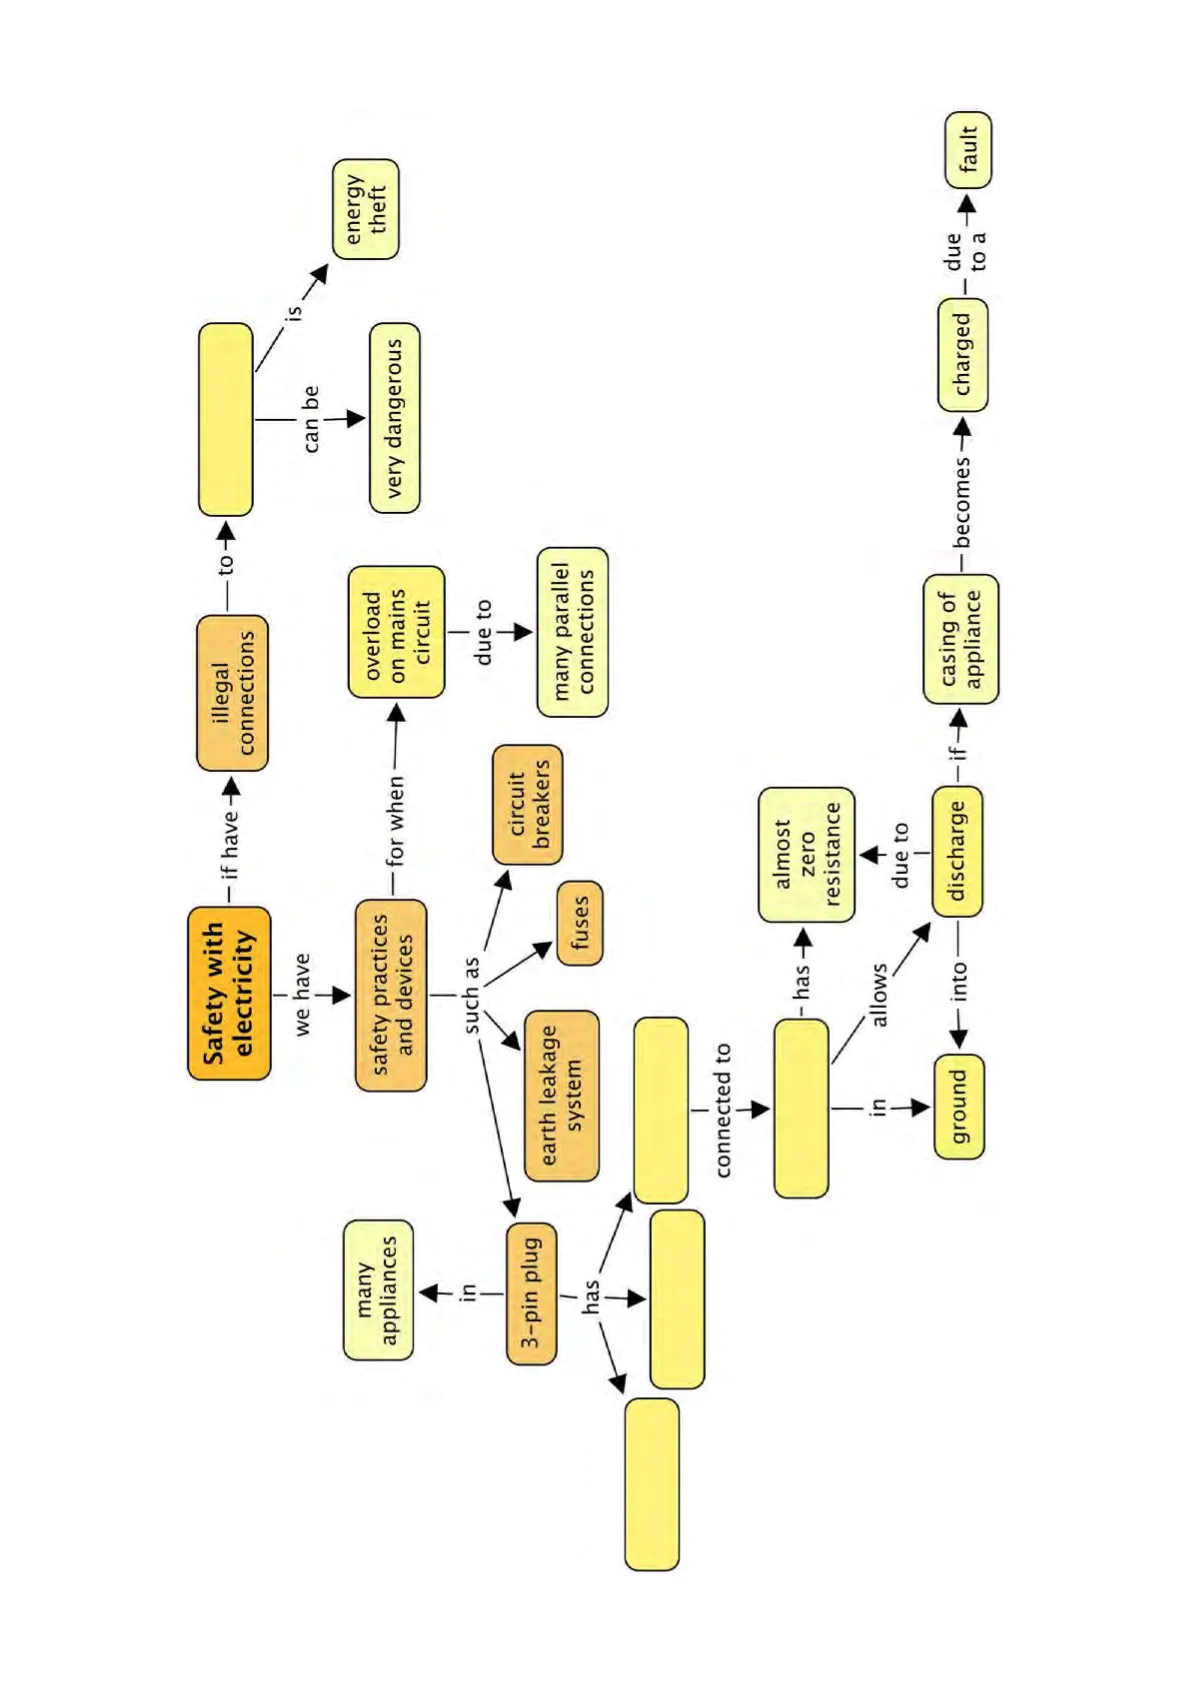 Safety with
electricity
if have
illegal
connections
to
is
energy
theft
can be
very dangerous
we have
safety practices
and devices
for when
overload
on mains
circuit
due to
many parallel
connections
such as
circuit
breakers
fuses
earth leakage
system
3-pin plug
in
many
appliances
has
connected to
has
almost
zero
resistance
allows
in
ground
discharge
due to
into
if
casing of
appliance
becomes
charged
due
to a
fault